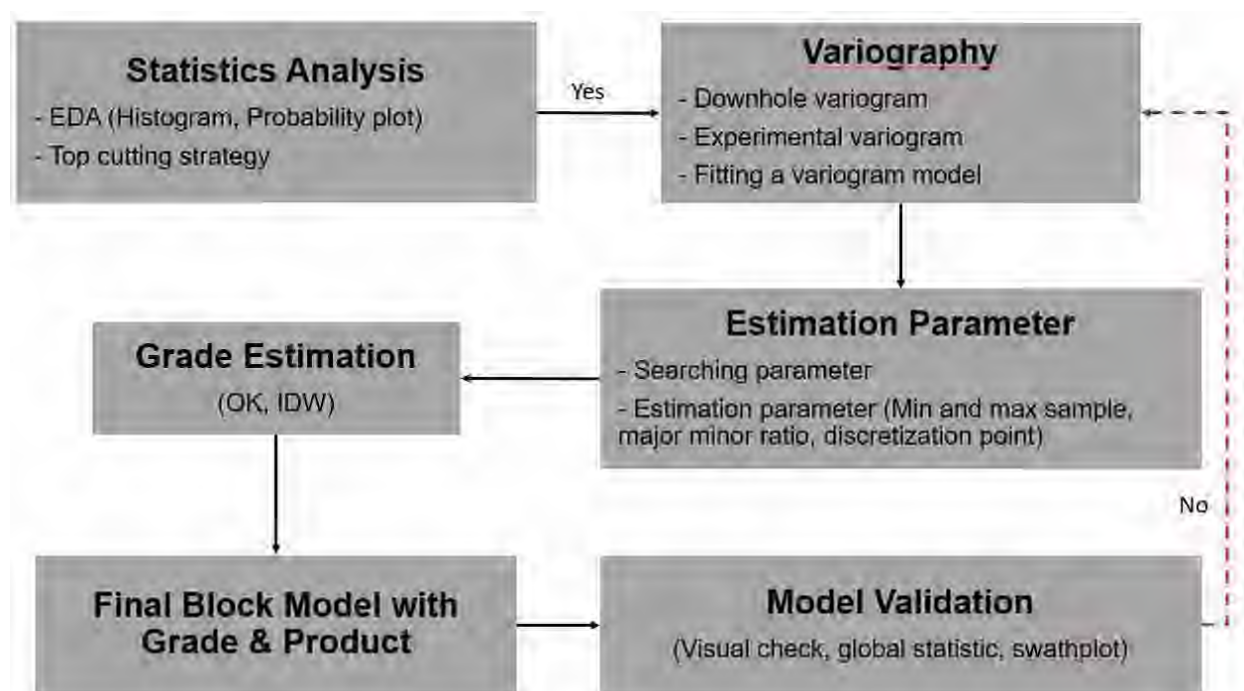 Statistics Analysis
- EDA (Histogram, Probability plot)
- Top cutting strategy
Yes
Variography
- Downhole variogram
- Experimental variogram
- Fitting a variogram model
Estimation Parameter
- Searching parameter
- Estimation parameter (Min and max sample,
major minor ratio, discretization point)
Grade Estimation
(OK, IDW)
No
Final Block Model with
Grade & Product
Model Validation
(Visual check, global statistic, swathplot)